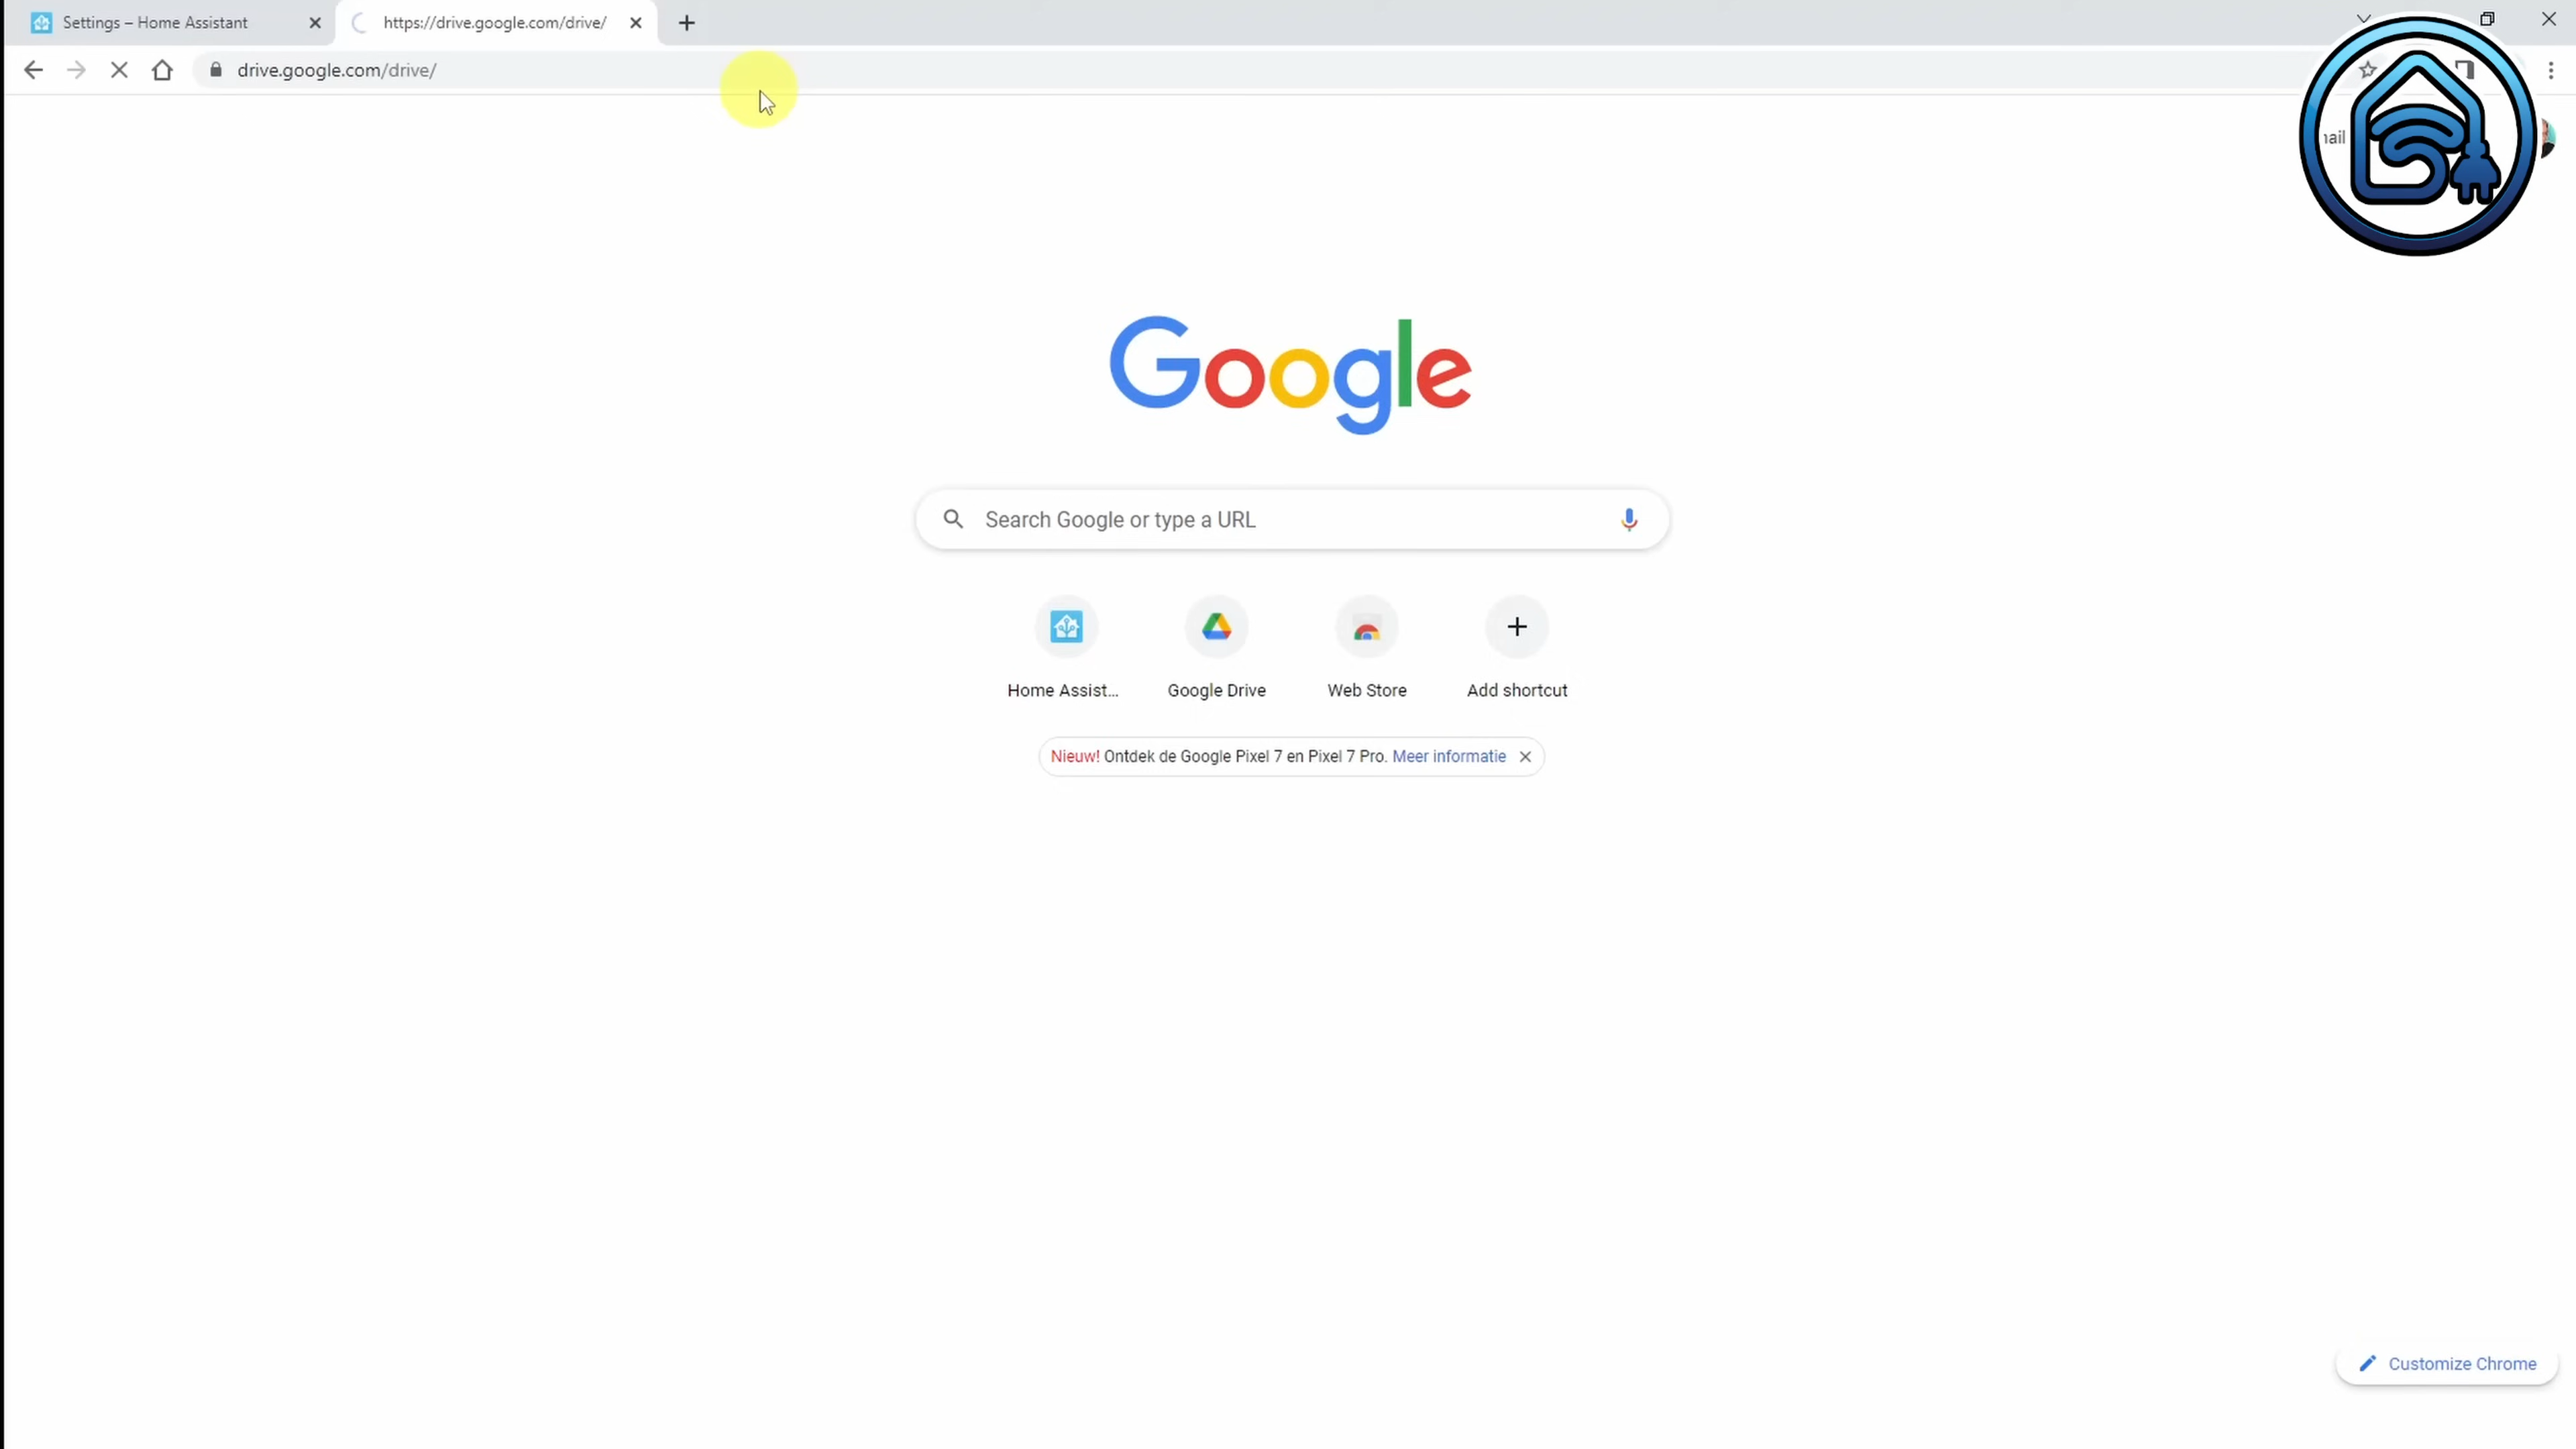 Settings – Home Assistant
https://drive.google.com/drive/
drive.google.com/drive/
ail
Google
Search Google or type a URL
Home Assist...
Google Drive
Web Store
Add shortcut
Nieuw! Ontdek de Google Pixel 7 en Pixel 7 Pro. Meer informatie
Customize Chrome